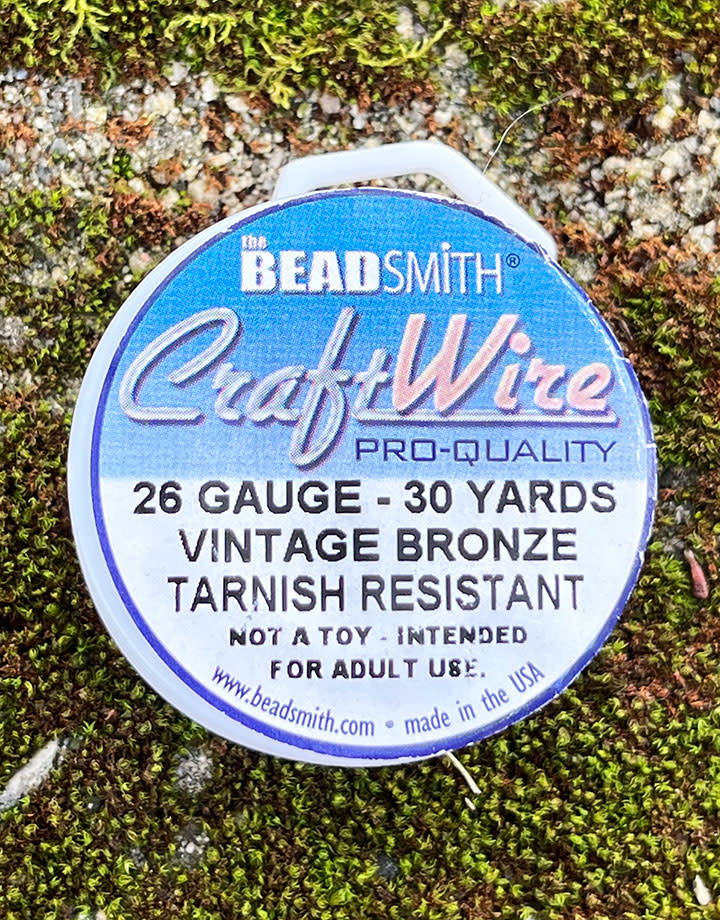 the
BEADSMiTH®
CraftWire
PRO-QUALITY
26 GAUGE - 30 YARDS
VINTAGE BRONZE
TARNISH RESISTANT
NOT A TOY - INTENDED
FOR ADULT USE.
www.beadsmith.com • made in the USA